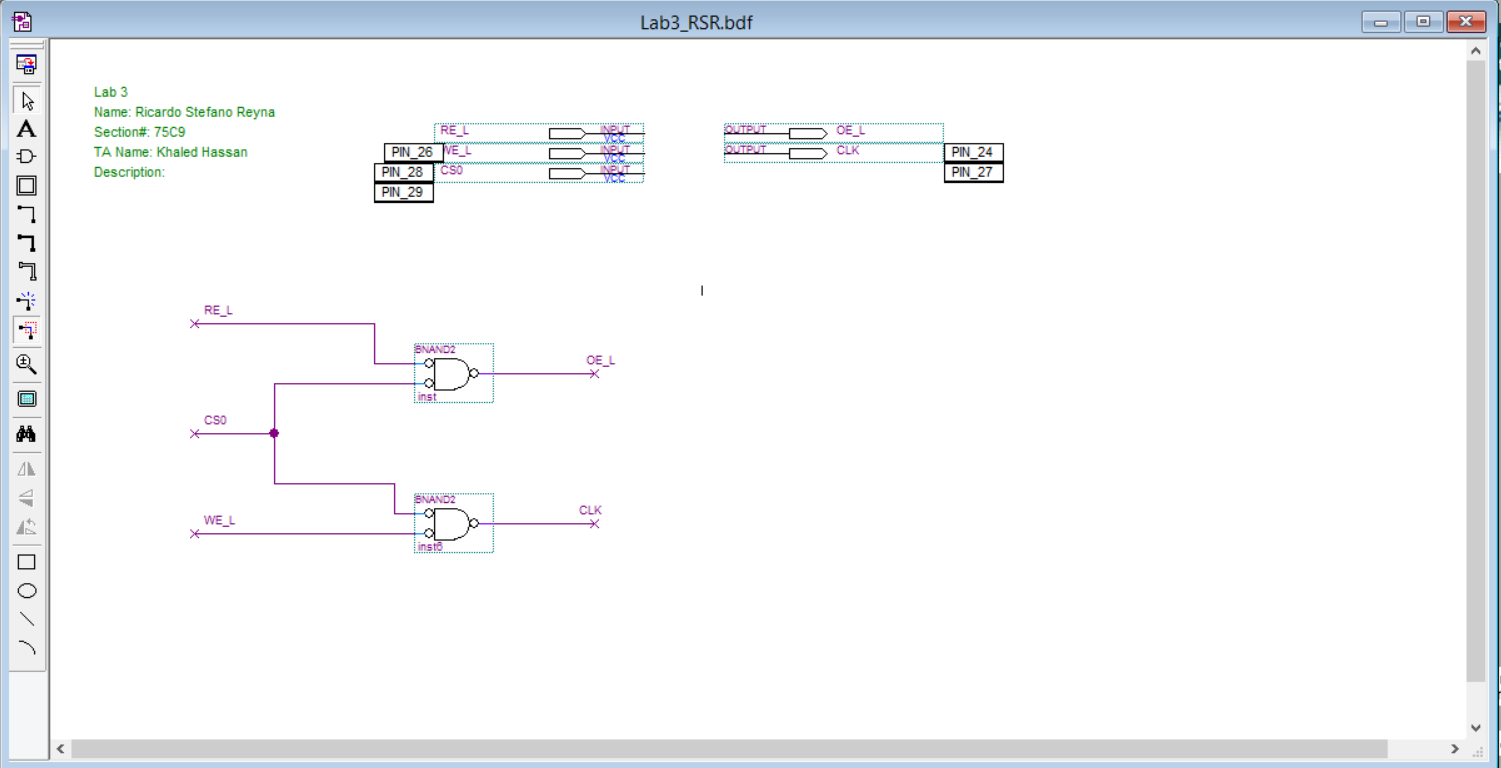 Lab3_RSR.bdf
Lab 3
Name: Ricardo Stefano Reyna
Section#: 75C9
TA Name: Khaled Hassan
Description:
RE_L INPUT VCC
OUTPUT OE_L
PIN_26 WE_L INPUT VCC
OUTPUT CLK PIN_24
PIN_28 CS0 INPUT VCC
PIN_27
PIN_29
RE_L
BNAND2
OE_L
inst
CS0
BNAND2
CLK
WE_L
inst6
A